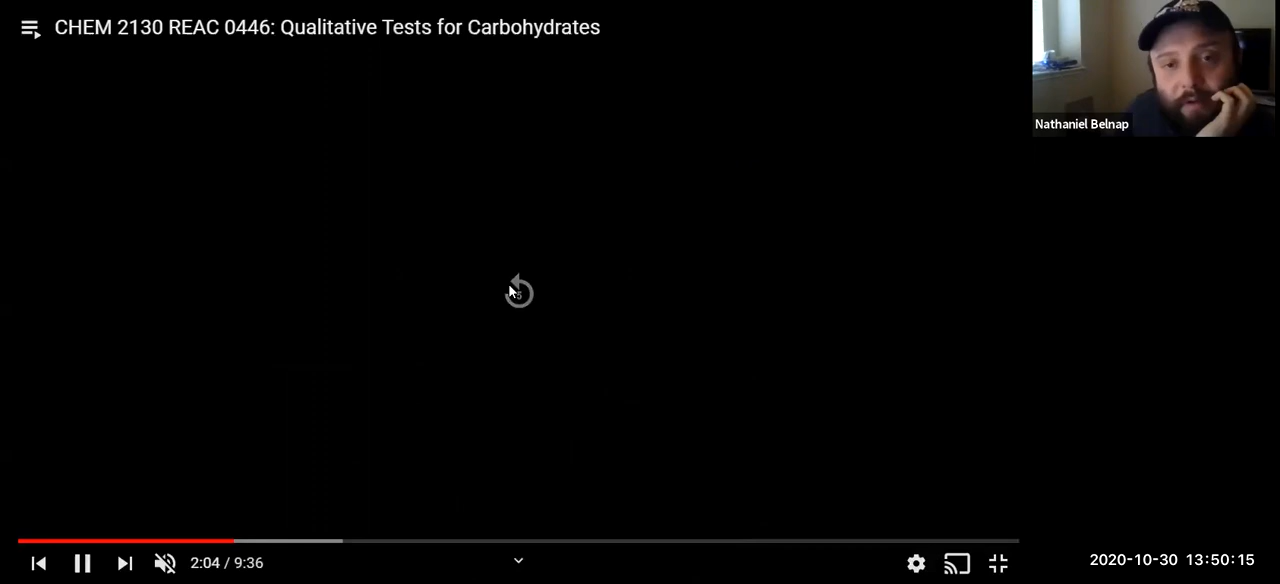 CHEM 2130 REAC 0446: Qualitative Tests for Carbohydrates
Nathaniel Belnap
5
2:04 / 9:36
2020-10-30 13:50:15